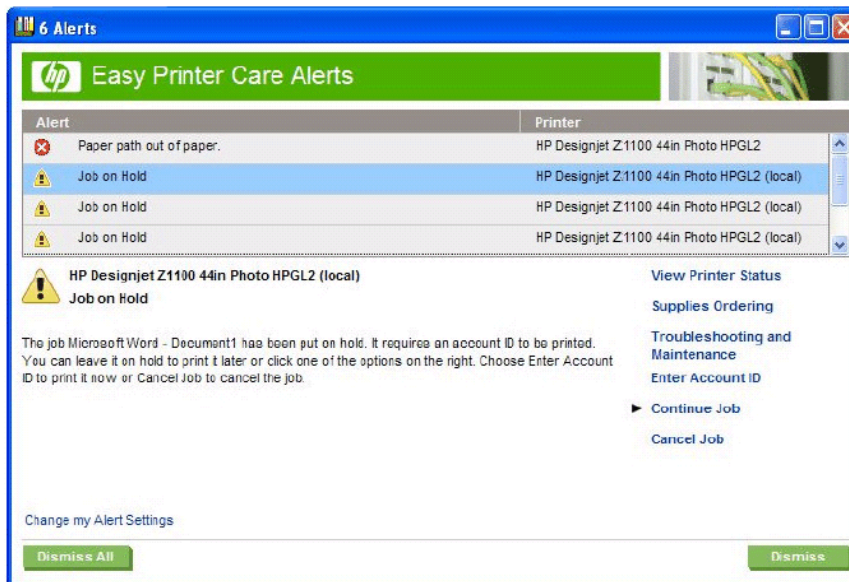 6 Alerts
hp Easy Printer Care Alerts
Alert Printer
Paper path out of paper. HP Designjet Z1100 44in Photo HPGL2
Job on Hold HP Designjet Z1100 44in Photo HPGL2 (local)
Job on Hold HP Designjet Z1100 44in Photo HPGL2 (local)
Job on Hold HP Designjet Z1100 44in Photo HPGL2 (local)
HP Designjet Z1100 44in Photo HPGL2 (local)
Job on Hold
The job Microsoft Word - Document1 has been put on hold. It requires an account ID to be printed.
You can leave it on hold to print it later or click one of the options on the right. Choose Enter Account
ID to print it now or Cancel Job to cancel the job.
View Printer Status
Supplies Ordering
Troubleshooting and
Maintenance
Enter Account ID
Continue Job
Cancel Job
Change my Alert Settings
Dismiss All Dismiss